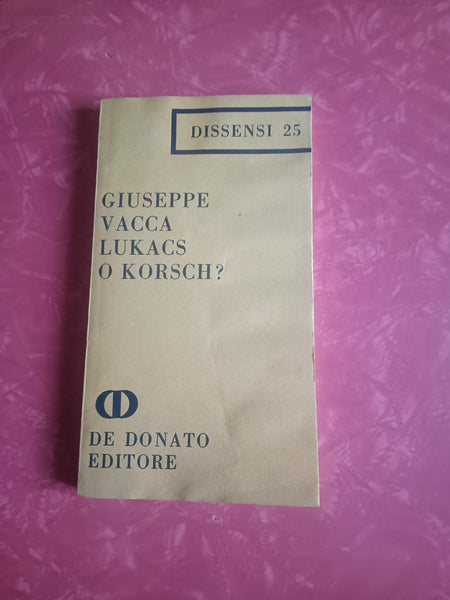 DISSENSI 25
GIUSEPPE
VACCA
LUKACS
O KORSCH?
DE DONATO
EDITORE